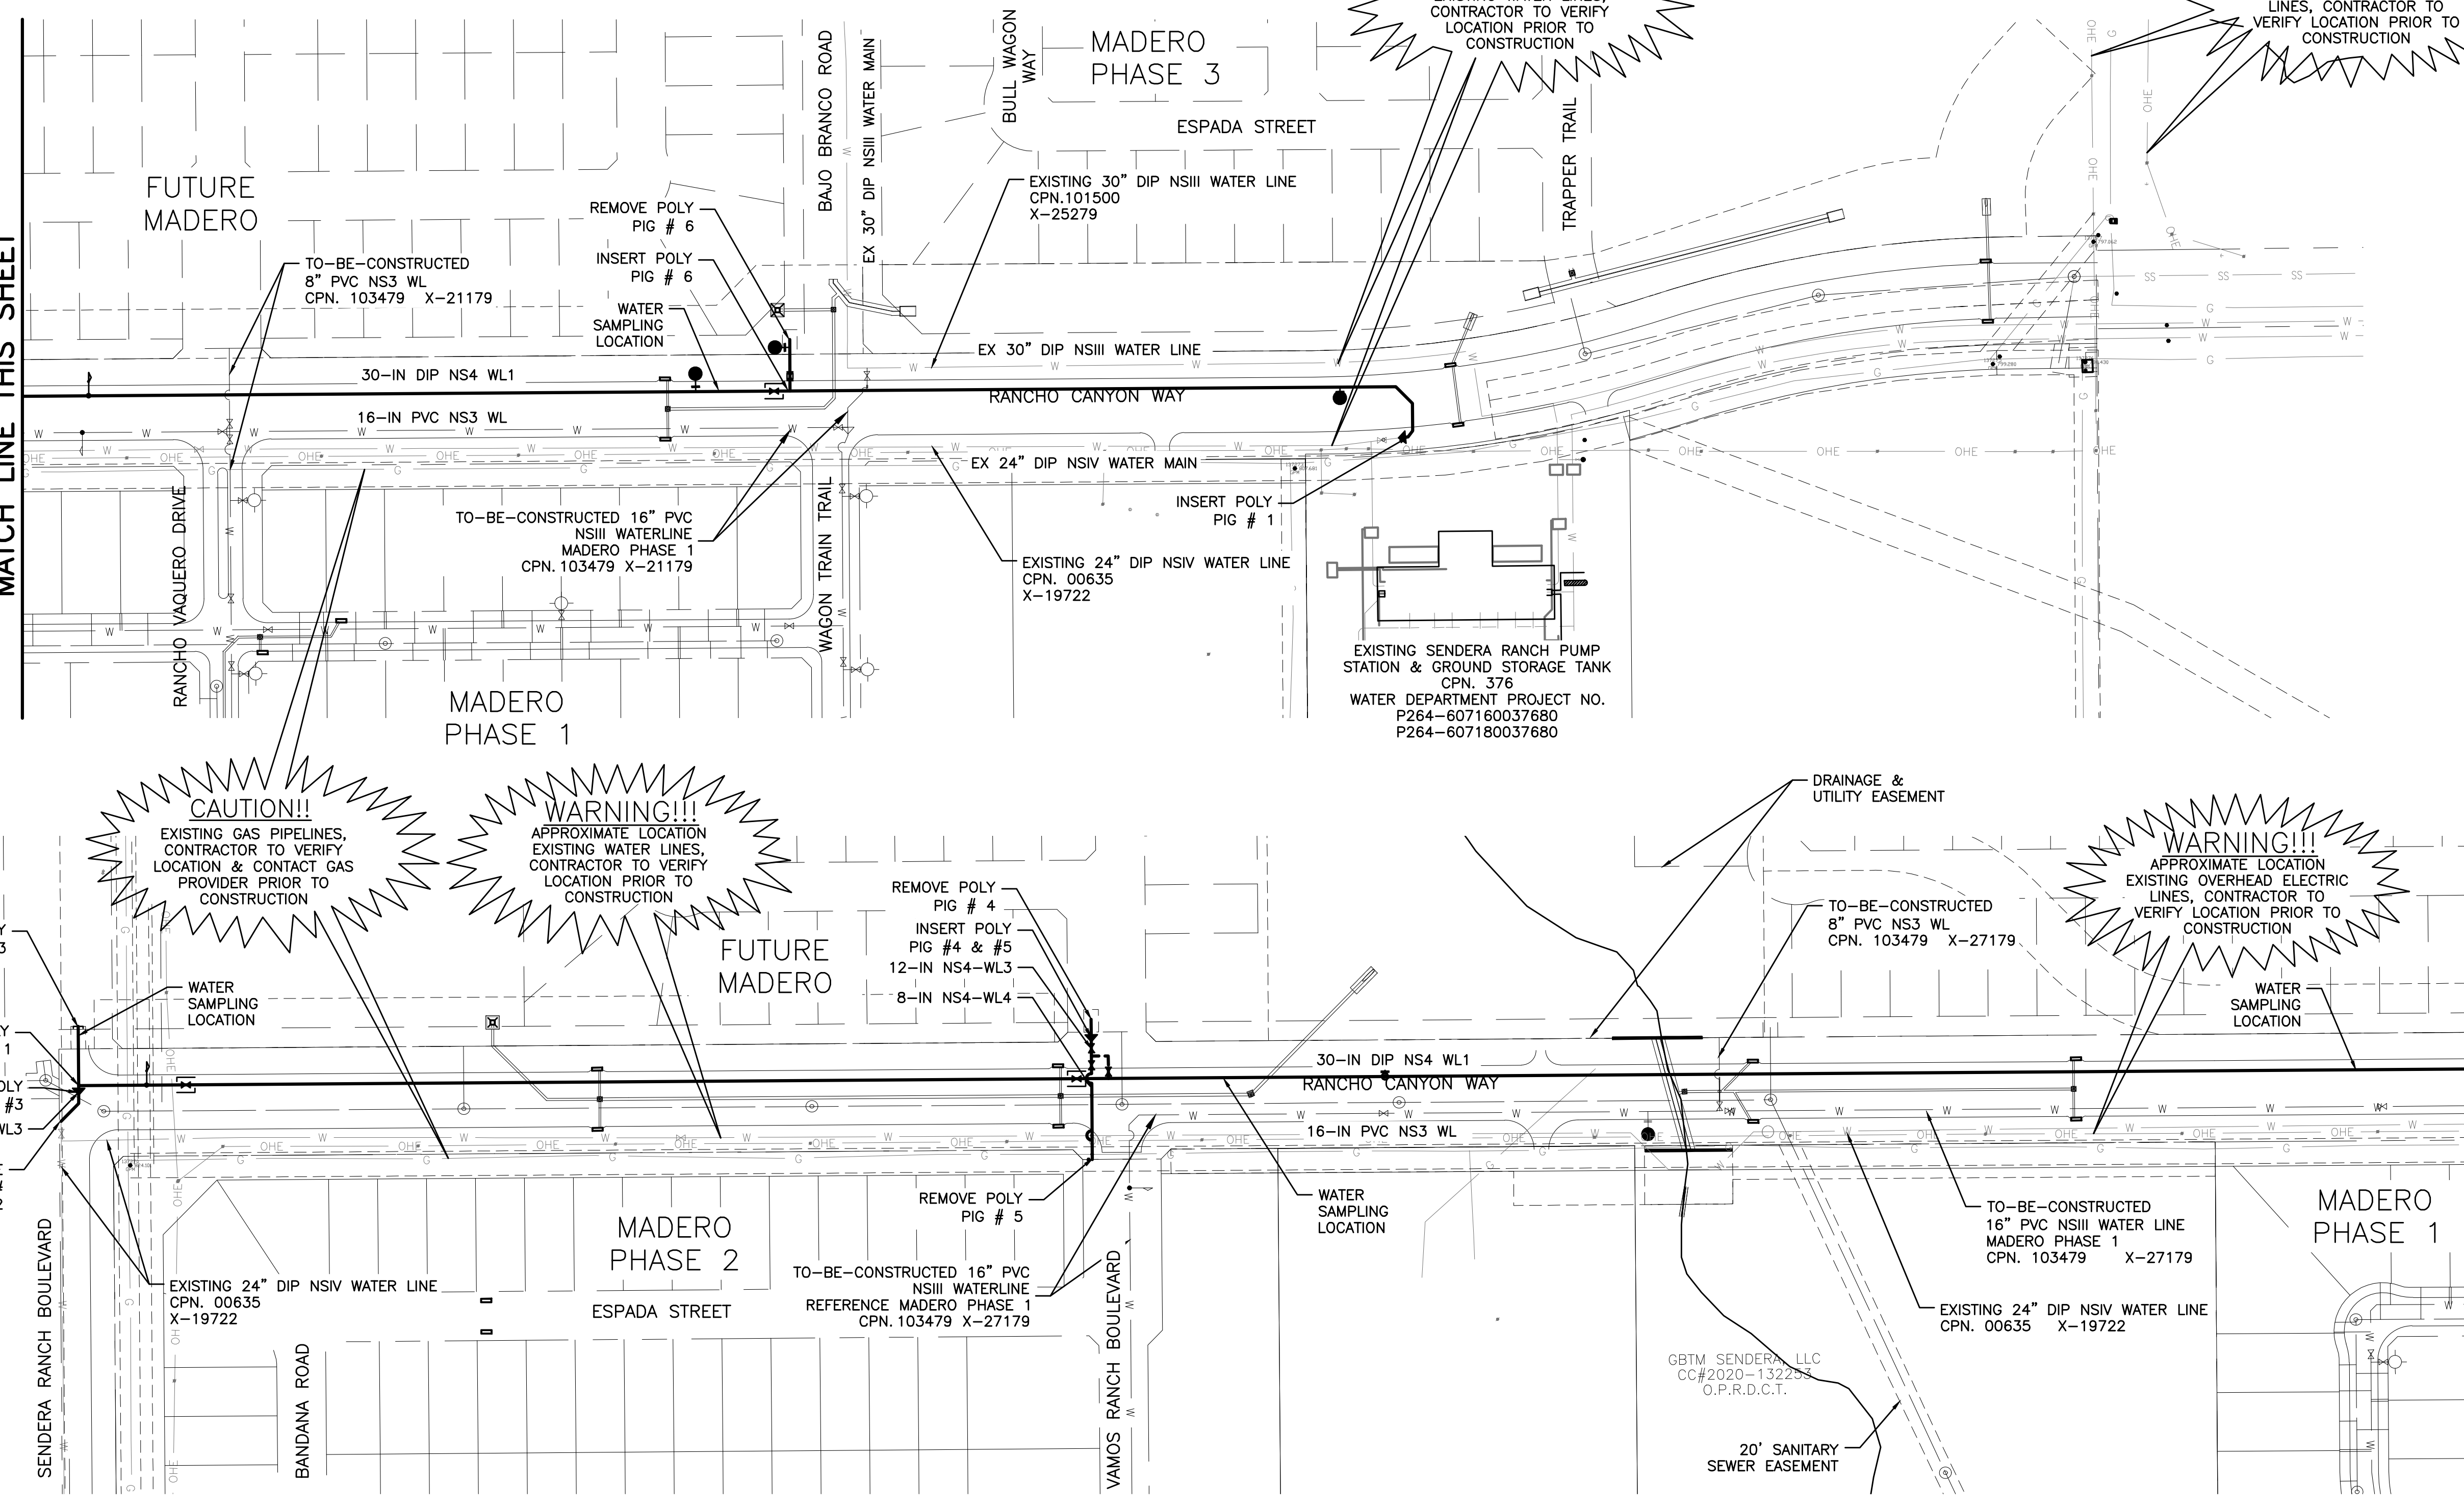 MATCH LINE THIS SHEET
FUTURE
MADERO
TO-BE-CONSTRUCTED
8" PVC NS3 WL
CPN. 103479 X-21179
REMOVE POLY
PIG # 6
INSERT POLY
PIG # 6
WATER
SAMPLING
LOCATION
BAJO BRANCO ROAD
EX 30" DIP NSIII WATER MAIN
BULL WAGON
WAY
MADERO
PHASE 3
ESPADA STREET
EXISTING 30" DIP NSIII WATER LINE
CPN.101500
X-25279
CONTRACTOR TO VERIFY
LOCATION PRIOR TO
CONSTRUCTION
TRAPPER TRAIL
LINES, CONTRACTOR TO
VERIFY LOCATION PRIOR TO
CONSTRUCTION
EX 30" DIP NSIII WATER LINE
30-IN DIP NS4 WL1
RANCHO CANYON WAY
16-IN PVC NS3 WL
EX 24" DIP NSIV WATER MAIN
INSERT POLY
PIG # 1
RANCHO VAQUERO DRIVE
TO-BE-CONSTRUCTED 16" PVC
NSIII WATERLINE
MADERO PHASE 1
CPN. 103479 X-21179
WAGON TRAIN TRAIL
EXISTING 24" DIP NSIV WATER LINE
CPN. 00635
X-19722
EXISTING SENDERA RANCH PUMP
STATION & GROUND STORAGE TANK
CPN. 376
WATER DEPARTMENT PROJECT NO.
P264-607160037680
P264-607180037680
MADERO
PHASE 1
CAUTION!!
EXISTING GAS PIPELINES,
CONTRACTOR TO VERIFY
LOCATION & CONTACT GAS
PROVIDER PRIOR TO
CONSTRUCTION
WARNING!!!
APPROXIMATE LOCATION
EXISTING WATER LINES,
CONTRACTOR TO VERIFY
LOCATION PRIOR TO
CONSTRUCTION
FUTURE
MADERO
REMOVE POLY
PIG # 4
INSERT POLY
PIG #4 & #5
12-IN NS4-WL3
8-IN NS4-WL4
DRAINAGE &
UTILITY EASEMENT
TO-BE-CONSTRUCTED
8" PVC NS3 WL
CPN. 103479 X-27179
WARNING!!!
APPROXIMATE LOCATION
EXISTING OVERHEAD ELECTRIC
LINES, CONTRACTOR TO
VERIFY LOCATION PRIOR TO
CONSTRUCTION
WATER
SAMPLING
LOCATION
WATER
SAMPLING
LOCATION
30-IN DIP NS4 WL1
RANCHO CANYON WAY
16-IN PVC NS3 WL
REMOVE POLY
PIG # 5
WATER
SAMPLING
LOCATION
MADERO
PHASE 2
ESPADA STREET
TO-BE-CONSTRUCTED 16" PVC
NSIII WATERLINE
REFERENCE MADERO PHASE 1
CPN. 103479 X-27179
EXISTING 24" DIP NSIV WATER LINE
CPN. 00635
X-19722
SENDERA RANCH BOULEVARD
BANDANA ROAD
VAMOS RANCH BOULEVARD
TO-BE-CONSTRUCTED
16" PVC NSIII WATER LINE
MADERO PHASE 1
CPN. 103479 X-27179
EXISTING 24" DIP NSIV WATER LINE
CPN. 00635 X-19722
MADERO
PHASE 1
GBTM SENDERA, LLC
CC#2020-132253
O.P.R.D.C.T.
20' SANITARY
SEWER EASEMENT